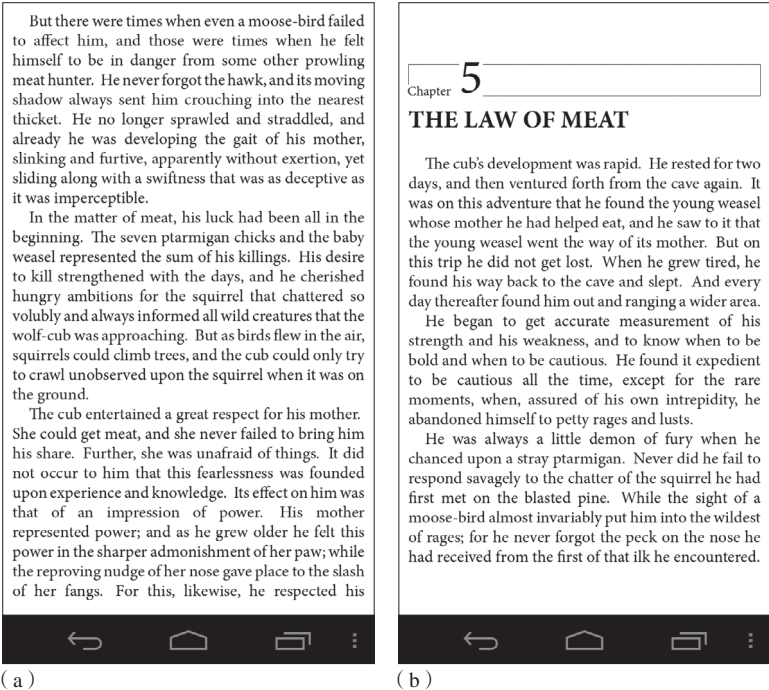 But there were times when even a moose-bird failed
to affect him, and those were times when he felt
himself to be in danger from some other prowling
meat hunter. He never forgot the hawk, and its moving
shadow always sent him crouching into the nearest
thicket. He no longer sprawled and straddled, and
already he was developing the gait of his mother,
slinking and furtive, apparently without exertion, yet
sliding along with a swiftness that was as deceptive as
it was imperceptible.
In the matter of meat, his luck had been all in the
beginning. The seven ptarmigan chicks and the baby
weasel represented the sum of his killings. His desire
to kill strengthened with the days, and he cherished
hungry ambitions for the squirrel that chattered so
volubly and always informed all wild creatures that the
wolf-cub was approaching. But as birds flew in the air,
squirrels could climb trees, and the cub could only try
to crawl unobserved upon the squirrel when it was on
the ground.
The cub entertained a great respect for his mother.
She could get meat, and she never failed to bring him
his share. Further, she was unafraid of things. It did
not occur to him that this fearlessness was founded
upon experience and knowledge. Its effect on him was
that of an impression of power. His mother
represented power; and as he grew older he felt this
power in the sharper admonishment of her paw; while
the reproving nudge of her nose gave place to the slash
of her fangs. For this, likewise, he respected his
(a)
Chapter 5
THE LAW OF MEAT
The cub's development was rapid. He rested for two
days, and then ventured forth from the cave again. It
was on this adventure that he found the young weasel
whose mother he had helped eat, and he saw to it that
the young weasel went the way of its mother. But on
this trip he did not get lost. When he grew tired, he
found his way back to the cave and slept. And every
day thereafter found him out and ranging a wider area.
He began to get accurate measurement of his
strength and his weakness, and to know when to be
bold and when to be cautious. He found it expedient
to be cautious all the time, except for the rare
moments, when, assured of his own intrepidity, he
abandoned himself to petty rages and lusts.
He was always a little demon of fury when he
chanced upon a stray ptarmigan. Never did he fail to
respond savagely to the chatter of the squirrel he had
first met on the blasted pine. While the sight of a
moose-bird almost invariably put him into the wildest
of rages; for he never forgot the peck on the nose he
had received from the first of that ilk he encountered.
(b)